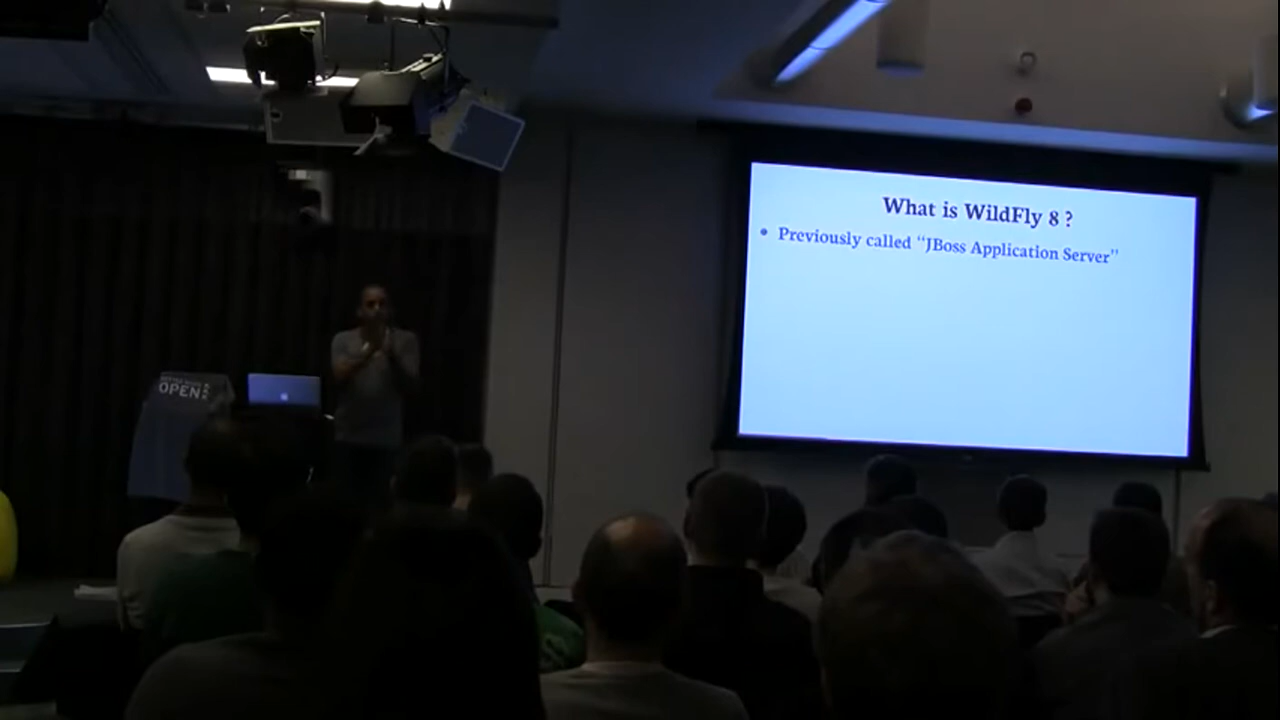 What is WildFly 8 ?
• Previously called “JBoss Application Server”
OPEN